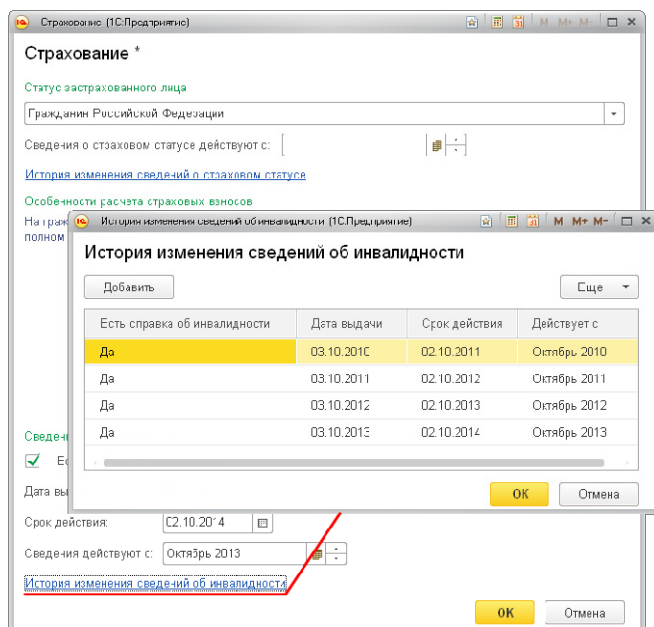 Страхование (1С:Предприятие) M M+ M-
Страхование *
Статус застрахованного лица
Гражданин Российской Федерации
Сведения о страховом статусе действуют с:
История изменения сведений о страховом статусе
Особенности расчета страховых взносов
На
полном
История изменения сведений об инвалидности (1С:Предприятие) M M+ M-
История изменения сведений об инвалидности
Добавить Еще
Есть справка об инвалидности Дата выдачи Срок действия Действует с
Да 03.10.2010 02.10.2011 Октябрь 2010
Да 03.10.2011 02.10.2012 Октябрь 2011
Да 03.10.2012 02.10.2013 Октябрь 2012
Да 03.10.2013 02.10.2014 Октябрь 2013
ОК Отмена
Срок действия: 02.10.2014
Сведения действуют с: Октябрь 2013
История изменения сведений об инвалидности
ОК Отмена